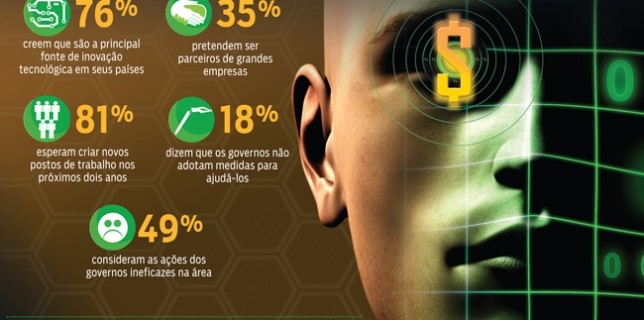 76%
creem que são a principal
fonte de inovação
tecnológica em seus países
35%
pretendem ser
parceiros de grandes
empresas
81%
esperam criar novos
postos de trabalho nos
próximos dois anos
18%
dizem que os governos não
adotam medidas para
ajudá-los
49%
consideram as ações dos
governos ineficazes na área
$
0
0